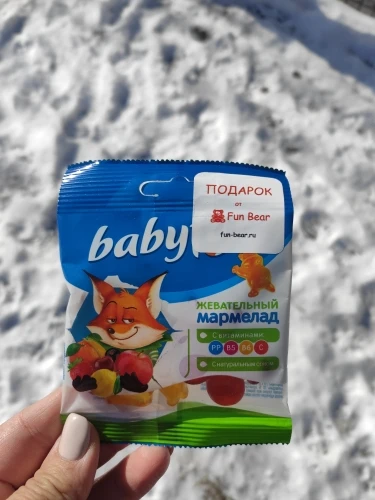 ПОДАРОК
от
Fun Bear
fun-bear.ru
baby
ЖЕВАТЕЛЬНЫЙ
мармелад
С витаминами
PP B5 B6 C